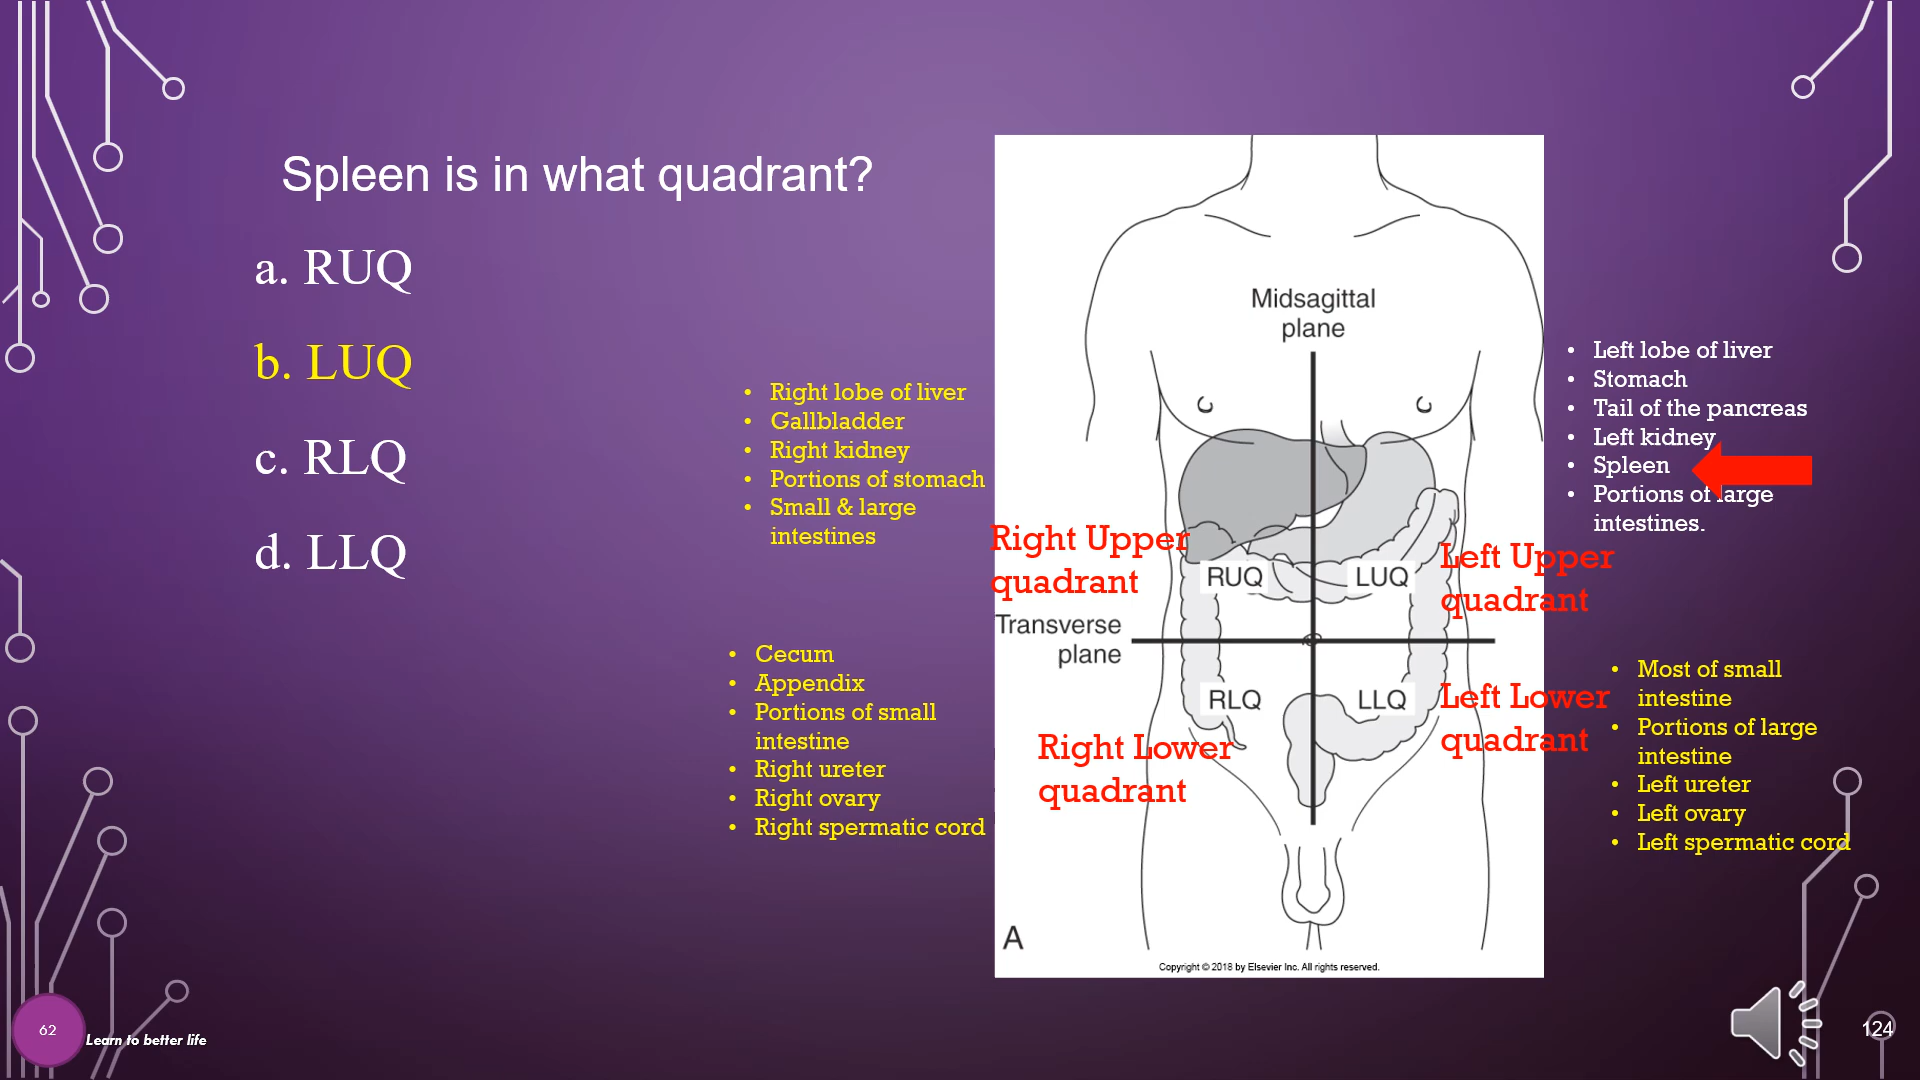 Spleen is in what quadrant?
a. RUQ
b. LUQ
c. RLQ
d. LLQ
• Right lobe of liver
• Gallbladder
• Right kidney
• Portions of stomach
• Small & large
intestines
• Cecum
• Appendix
• Portions of small
intestine
• Right ureter
• Right ovary
• Right spermatic cord
Midsagittal
plane
Right Upper
quadrant
RUQ
LUQ
Left Upper
quadrant
Transverse
plane
RLQ
LLQ
Left Lower
quadrant
Right Lower
quadrant
A
Copyright © 2018 by Elsevier Inc. All rights reserved.
• Left lobe of liver
• Stomach
• Tail of the pancreas
• Left kidney
• Spleen
• Portions of large
intestines.
• Most of small
intestine
• Portions of large
intestine
• Left ureter
• Left ovary
• Left spermatic cord
62
Learn to better life
124